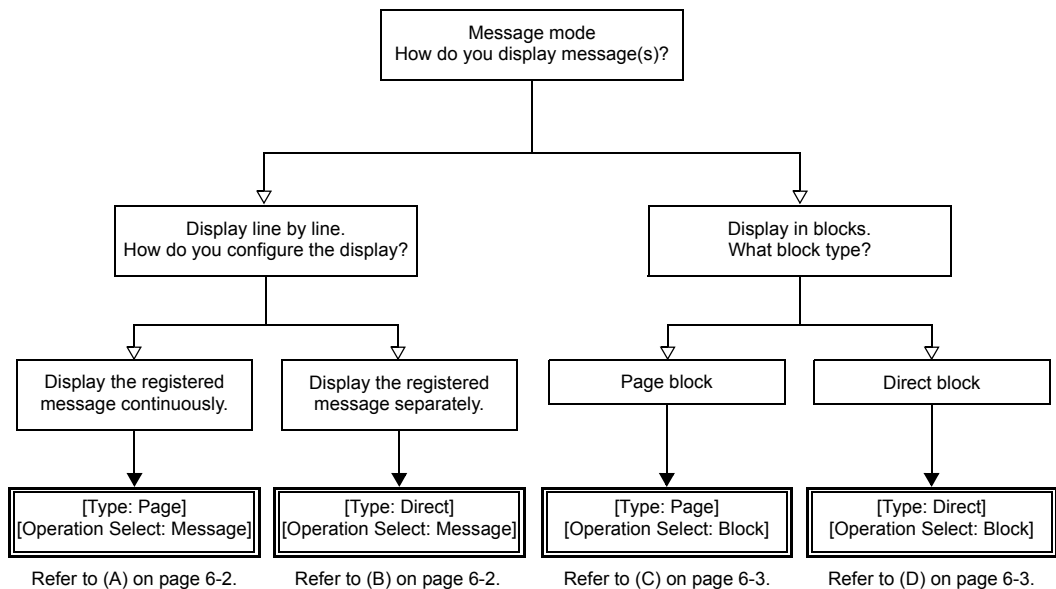 Message mode
How do you display message(s)?
Display line by line.
How do you configure the display?
Display in blocks.
What block type?
Display the registered
message continuously.
Display the registered
message separately.
Page block
Direct block
[Type: Page]
[Operation Select: Message]
[Type: Direct]
[Operation Select: Message]
[Type: Page]
[Operation Select: Block]
[Type: Direct]
[Operation Select: Block]
Refer to (A) on page 6-2.
Refer to (B) on page 6-2.
Refer to (C) on page 6-3.
Refer to (D) on page 6-3.